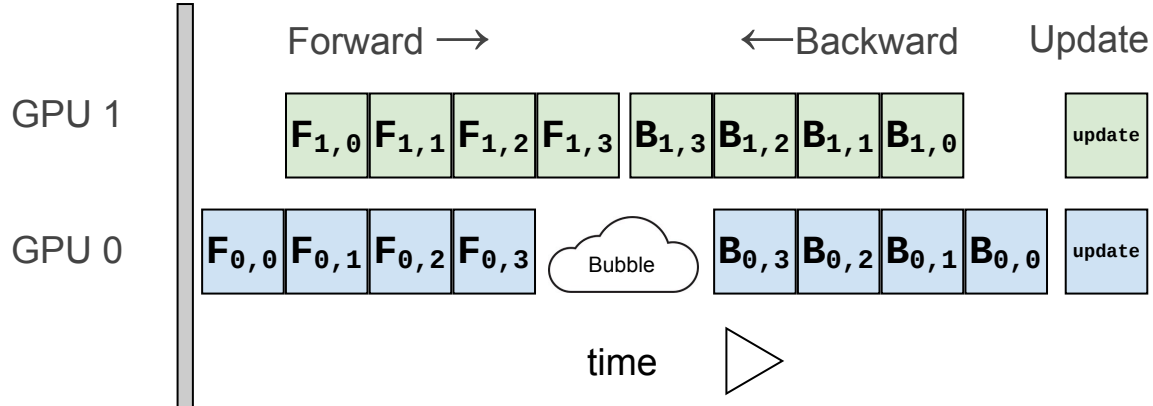 Forward → ←Backward Update
GPU 1 F1,0 F1,1 F1,2 F1,3 B1,3 B1,2 B1,1 B1,0 update
GPU 0 F0,0 F0,1 F0,2 F0,3 Bubble B0,3 B0,2 B0,1 B0,0 update
time